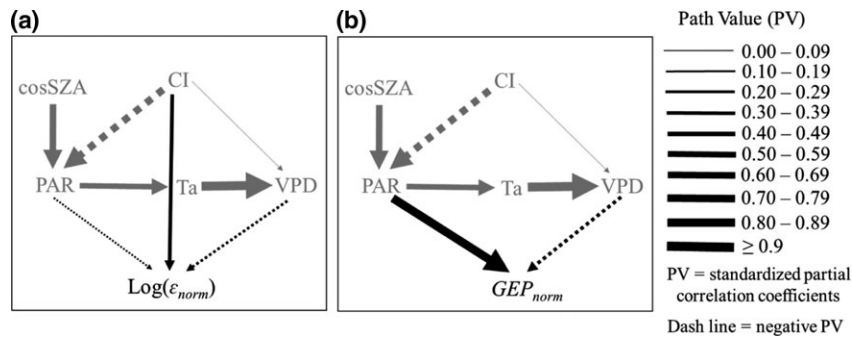 (a)
cosSZA
CI
PAR
Ta
VPD
Log(ε_norm)
(b)
cosSZA
CI
PAR
Ta
VPD
GEP_norm
Path Value (PV)
0.00 – 0.09
0.10 – 0.19
0.20 – 0.29
0.30 – 0.39
0.40 – 0.49
0.50 – 0.59
0.60 – 0.69
0.70 – 0.79
0.80 – 0.89
≥ 0.9
PV = standardized partial
correlation coefficients
Dash line = negative PV